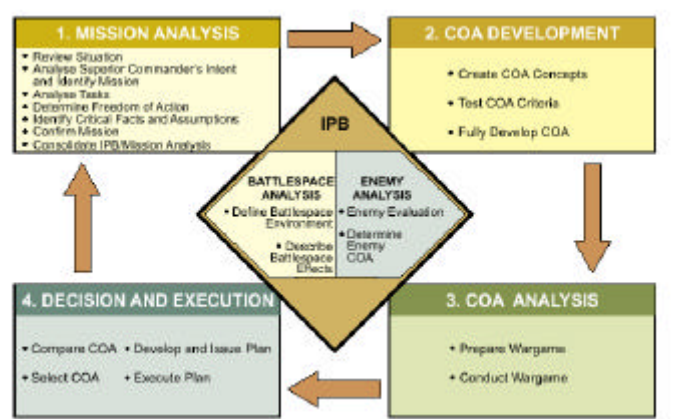 1. MISSION ANALYSIS
• Review Situation
• Analyse Superior Commander's Intent
and Identify Mission
• Analyse Tasks
• Determine Freedom of Action
• Identify Critical Facts and Assumptions
• Confirm Mission
• Consolidate IPB/Mission Analysis
2. COA DEVELOPMENT
• Create COA Concepts
• Test COA Criteria
• Fully Develop COA
IPB
BATTLESPACE
ANALYSIS
• Define Battlespace
Environment
• Describe
Battlespace
Effects
ENEMY
ANALYSIS
• Enemy Evaluation
• Determine
Enemy
COA
3. COA ANALYSIS
• Prepare Wargame
• Conduct Wargame
4. DECISION AND EXECUTION
• Compare COA • Develop and Issue Plan
• Select COA • Execute Plan